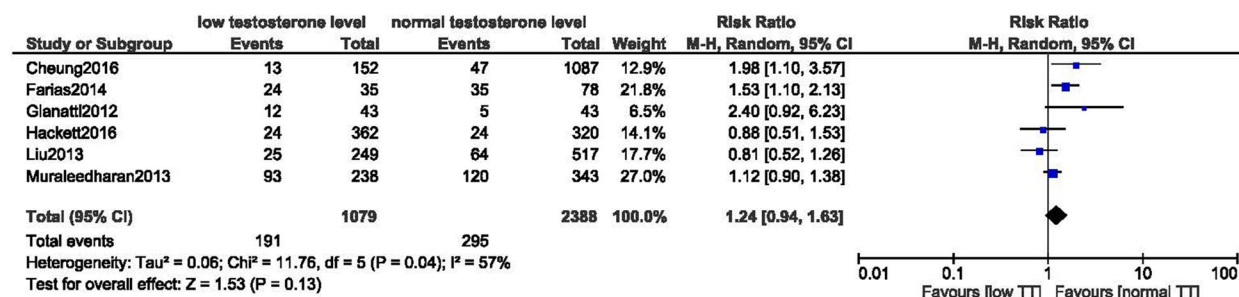 low testosterone level normal testosterone level Risk Ratio Risk Ratio
Study or Subgroup Events Total Events Total Weight M-H, Random, 95% CI M-H, Random, 95% CI
Cheung2016 13 152 47 1087 12.9% 1.98 [1.10, 3.57]
Farias2014 24 35 35 78 21.8% 1.53 [1.10, 2.13]
Gianatti2012 12 43 5 43 6.5% 2.40 [0.92, 6.23]
Hackett2016 24 362 24 320 14.1% 0.88 [0.51, 1.53]
Liu2013 25 249 64 517 17.7% 0.81 [0.52, 1.26]
Muraleedharan2013 93 238 120 343 27.0% 1.12 [0.90, 1.38]
Total (95% CI) 1079 2388 100.0% 1.24 [0.94, 1.63]
Total events 191 295
Heterogeneity: Tau² = 0.06; Chi² = 11.76, df = 5 (P = 0.04); I² = 57%
Test for overall effect: Z = 1.53 (P = 0.13)
0.01 0.1 1 10 100
Favours [low TT] Favours [normal TT]